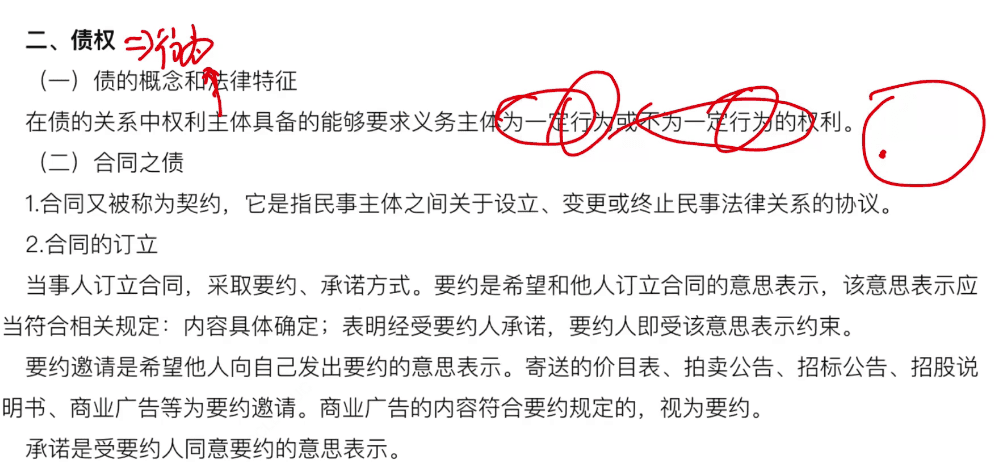 二、债权 =>行为
（一）债的概念和法律特征
在债的关系中权利主体具备的能够要求义务主体为一定行为或不为一定行为的权利。
（二）合同之债
1.合同又被称为契约，它是指民事主体之间关于设立、变更或终止民事法律关系的协议。
2.合同的订立
当事人订立合同，采取要约、承诺方式。要约是希望和他人订立合同的意思表示，该意思表示应
当符合相关规定：内容具体确定；表明经受要约人承诺，要约人即受该意思表示约束。
要约邀请是希望他人向自己发出要约的意思表示。寄送的价目表、拍卖公告、招标公告、招股说
明书、商业广告等为要约邀请。商业广告的内容符合要约规定的，视为要约。
承诺是受要约人同意要约的意思表示。